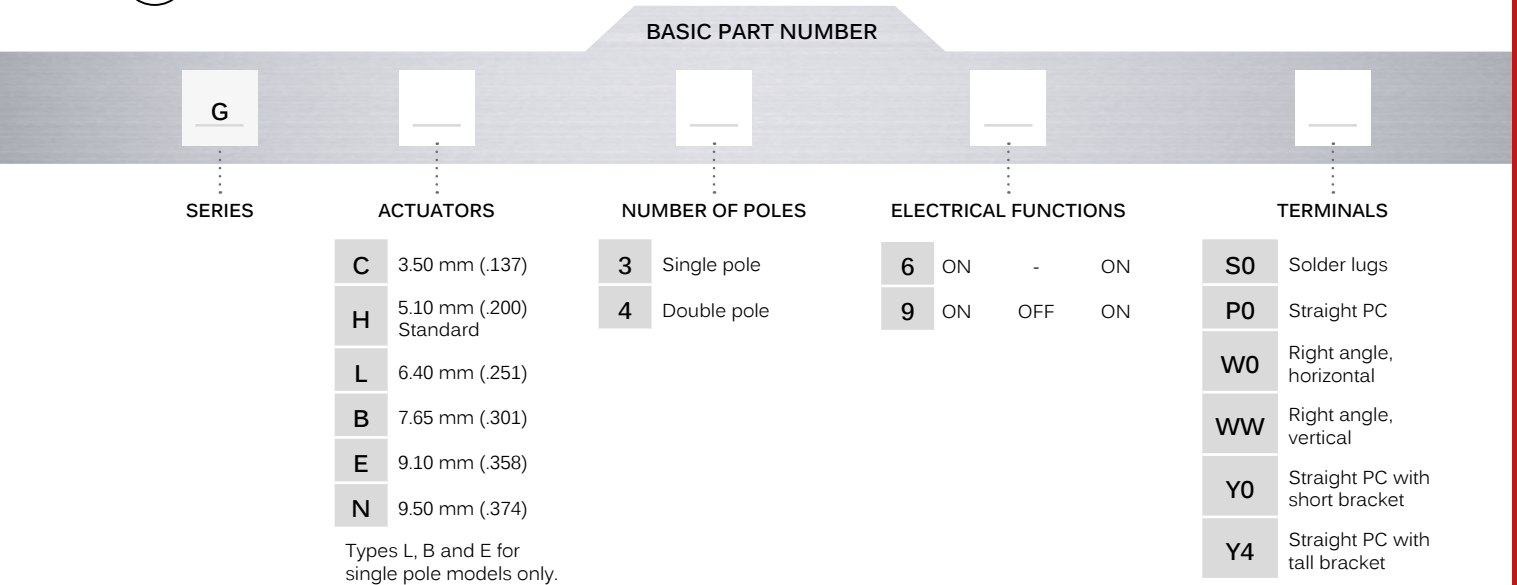 BASIC PART NUMBER
G
SERIES
ACTUATORS
C 3.50 mm (.137)
H 5.10 mm (.200)
Standard
L 6.40 mm (.251)
B 7.65 mm (.301)
E 9.10 mm (.358)
N 9.50 mm (.374)
Types L, B and E for
single pole models only.
NUMBER OF POLES
3 Single pole
4 Double pole
ELECTRICAL FUNCTIONS
6 ON - ON
9 ON OFF ON
TERMINALS
S0 Solder lugs
P0 Straight PC
W0 Right angle,
horizontal
WW Right angle,
vertical
Y0 Straight PC with
short bracket
Y4 Straight PC with
tall bracket